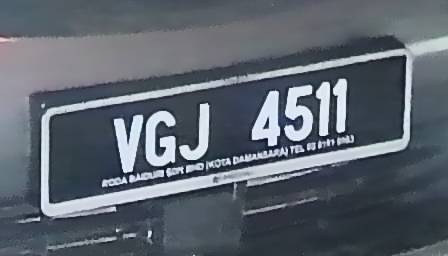 VGJ 4511
RODA BAIDURI SDN BHD (KOTA DAMANSARA) TEL 03